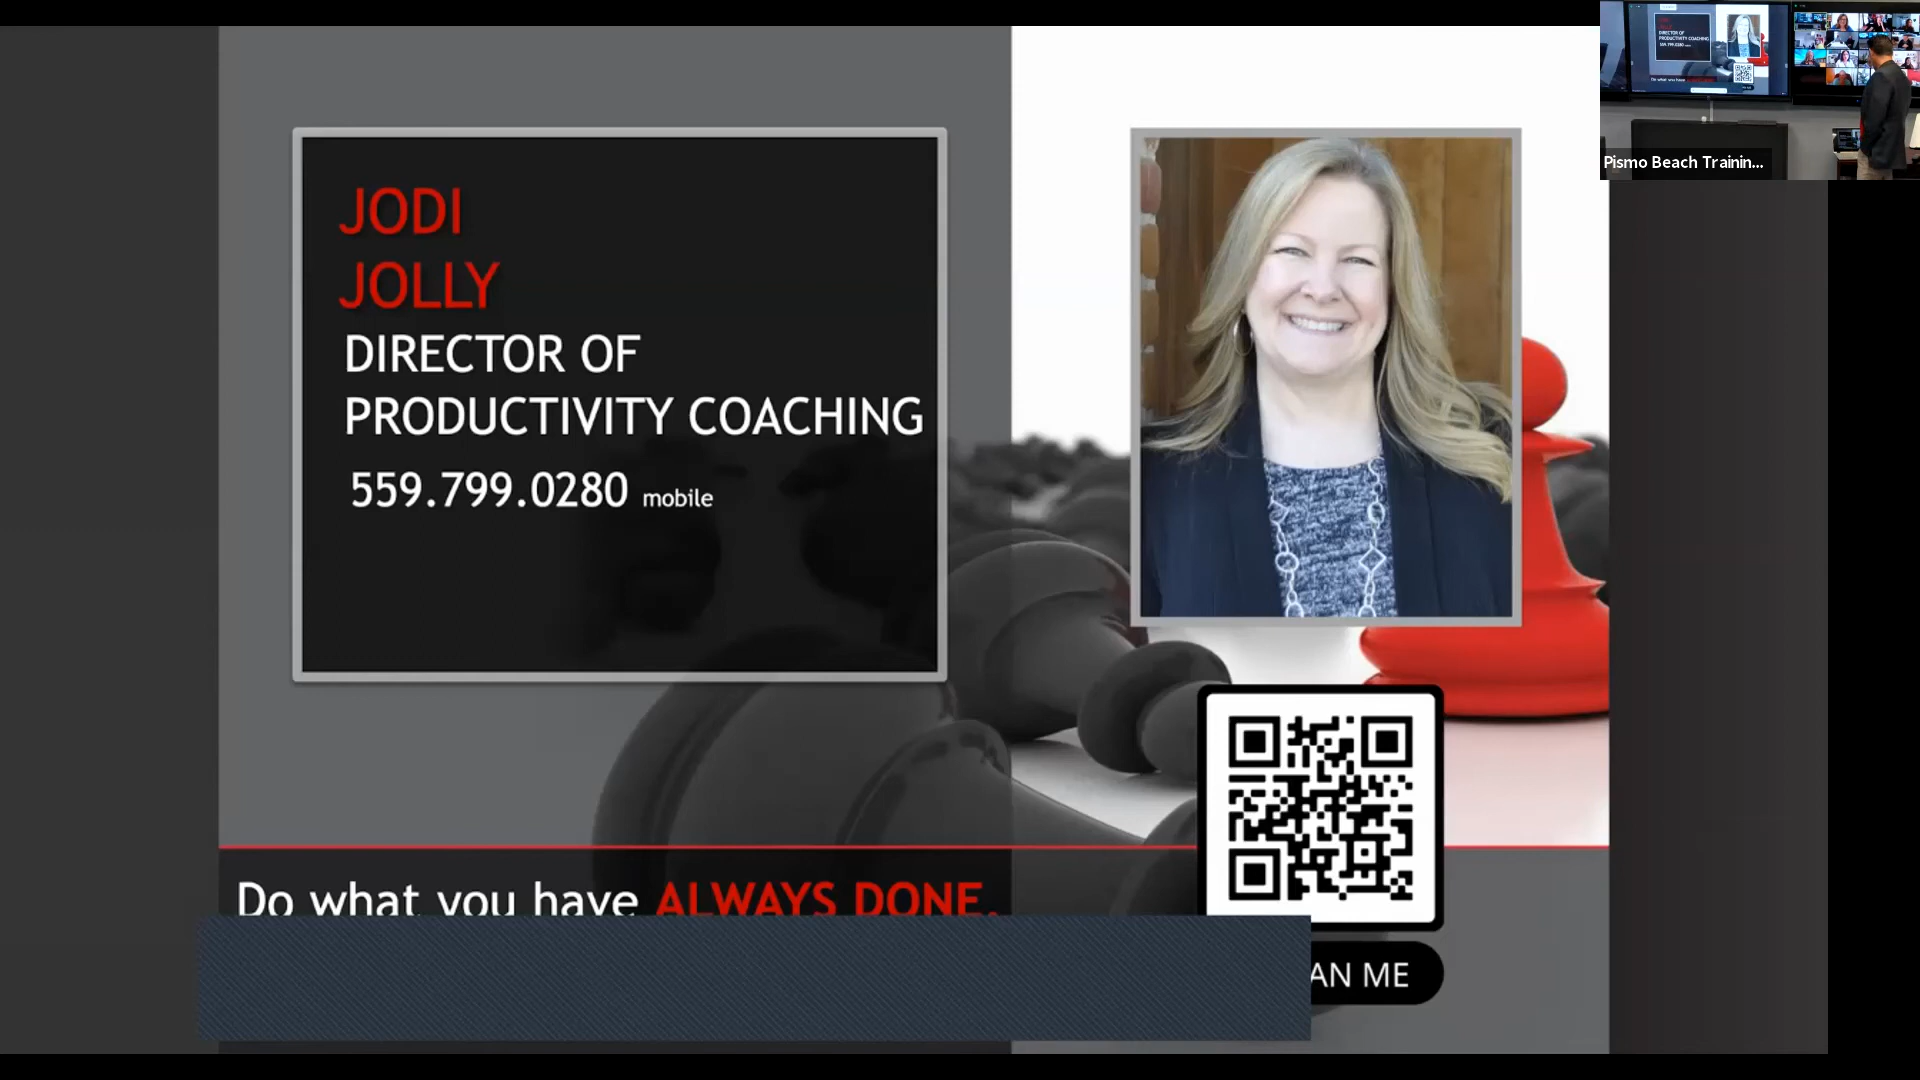 JODI
JOLLY
DIRECTOR OF
PRODUCTIVITY COACHING
559.799.0280 mobile
Do what you have ALWAYS DONE.
AN ME
Pismo Beach Trainin...